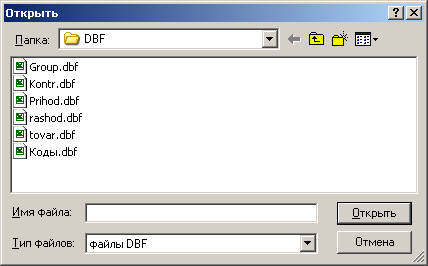 Открыть
Папка: DBF
Group.dbf
Kontr.dbf
Prihod.dbf
rashod.dbf
tovar.dbf
Коды.dbf
Имя файла: Открыть
Тип файлов: файлы DBF Отмена